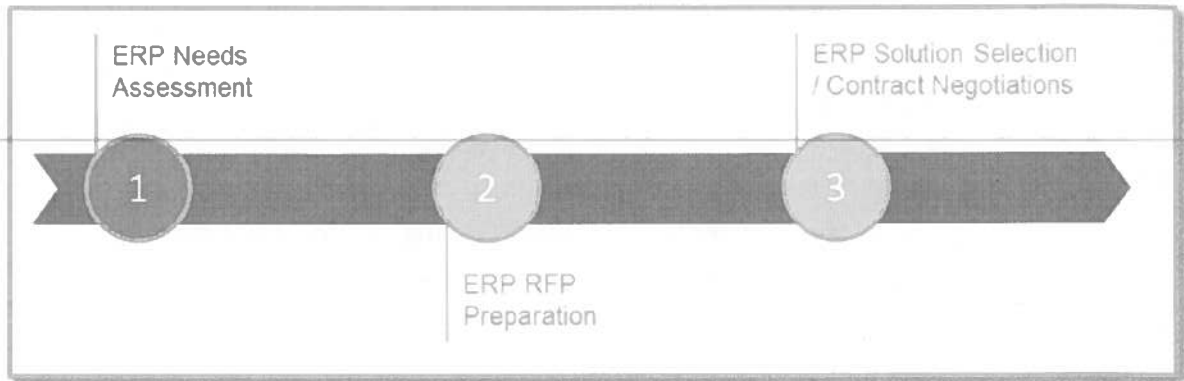 ERP Needs
Assessment
ERP Solution Selection
/ Contract Negotiations
1
2
3
ERP RFP
Preparation